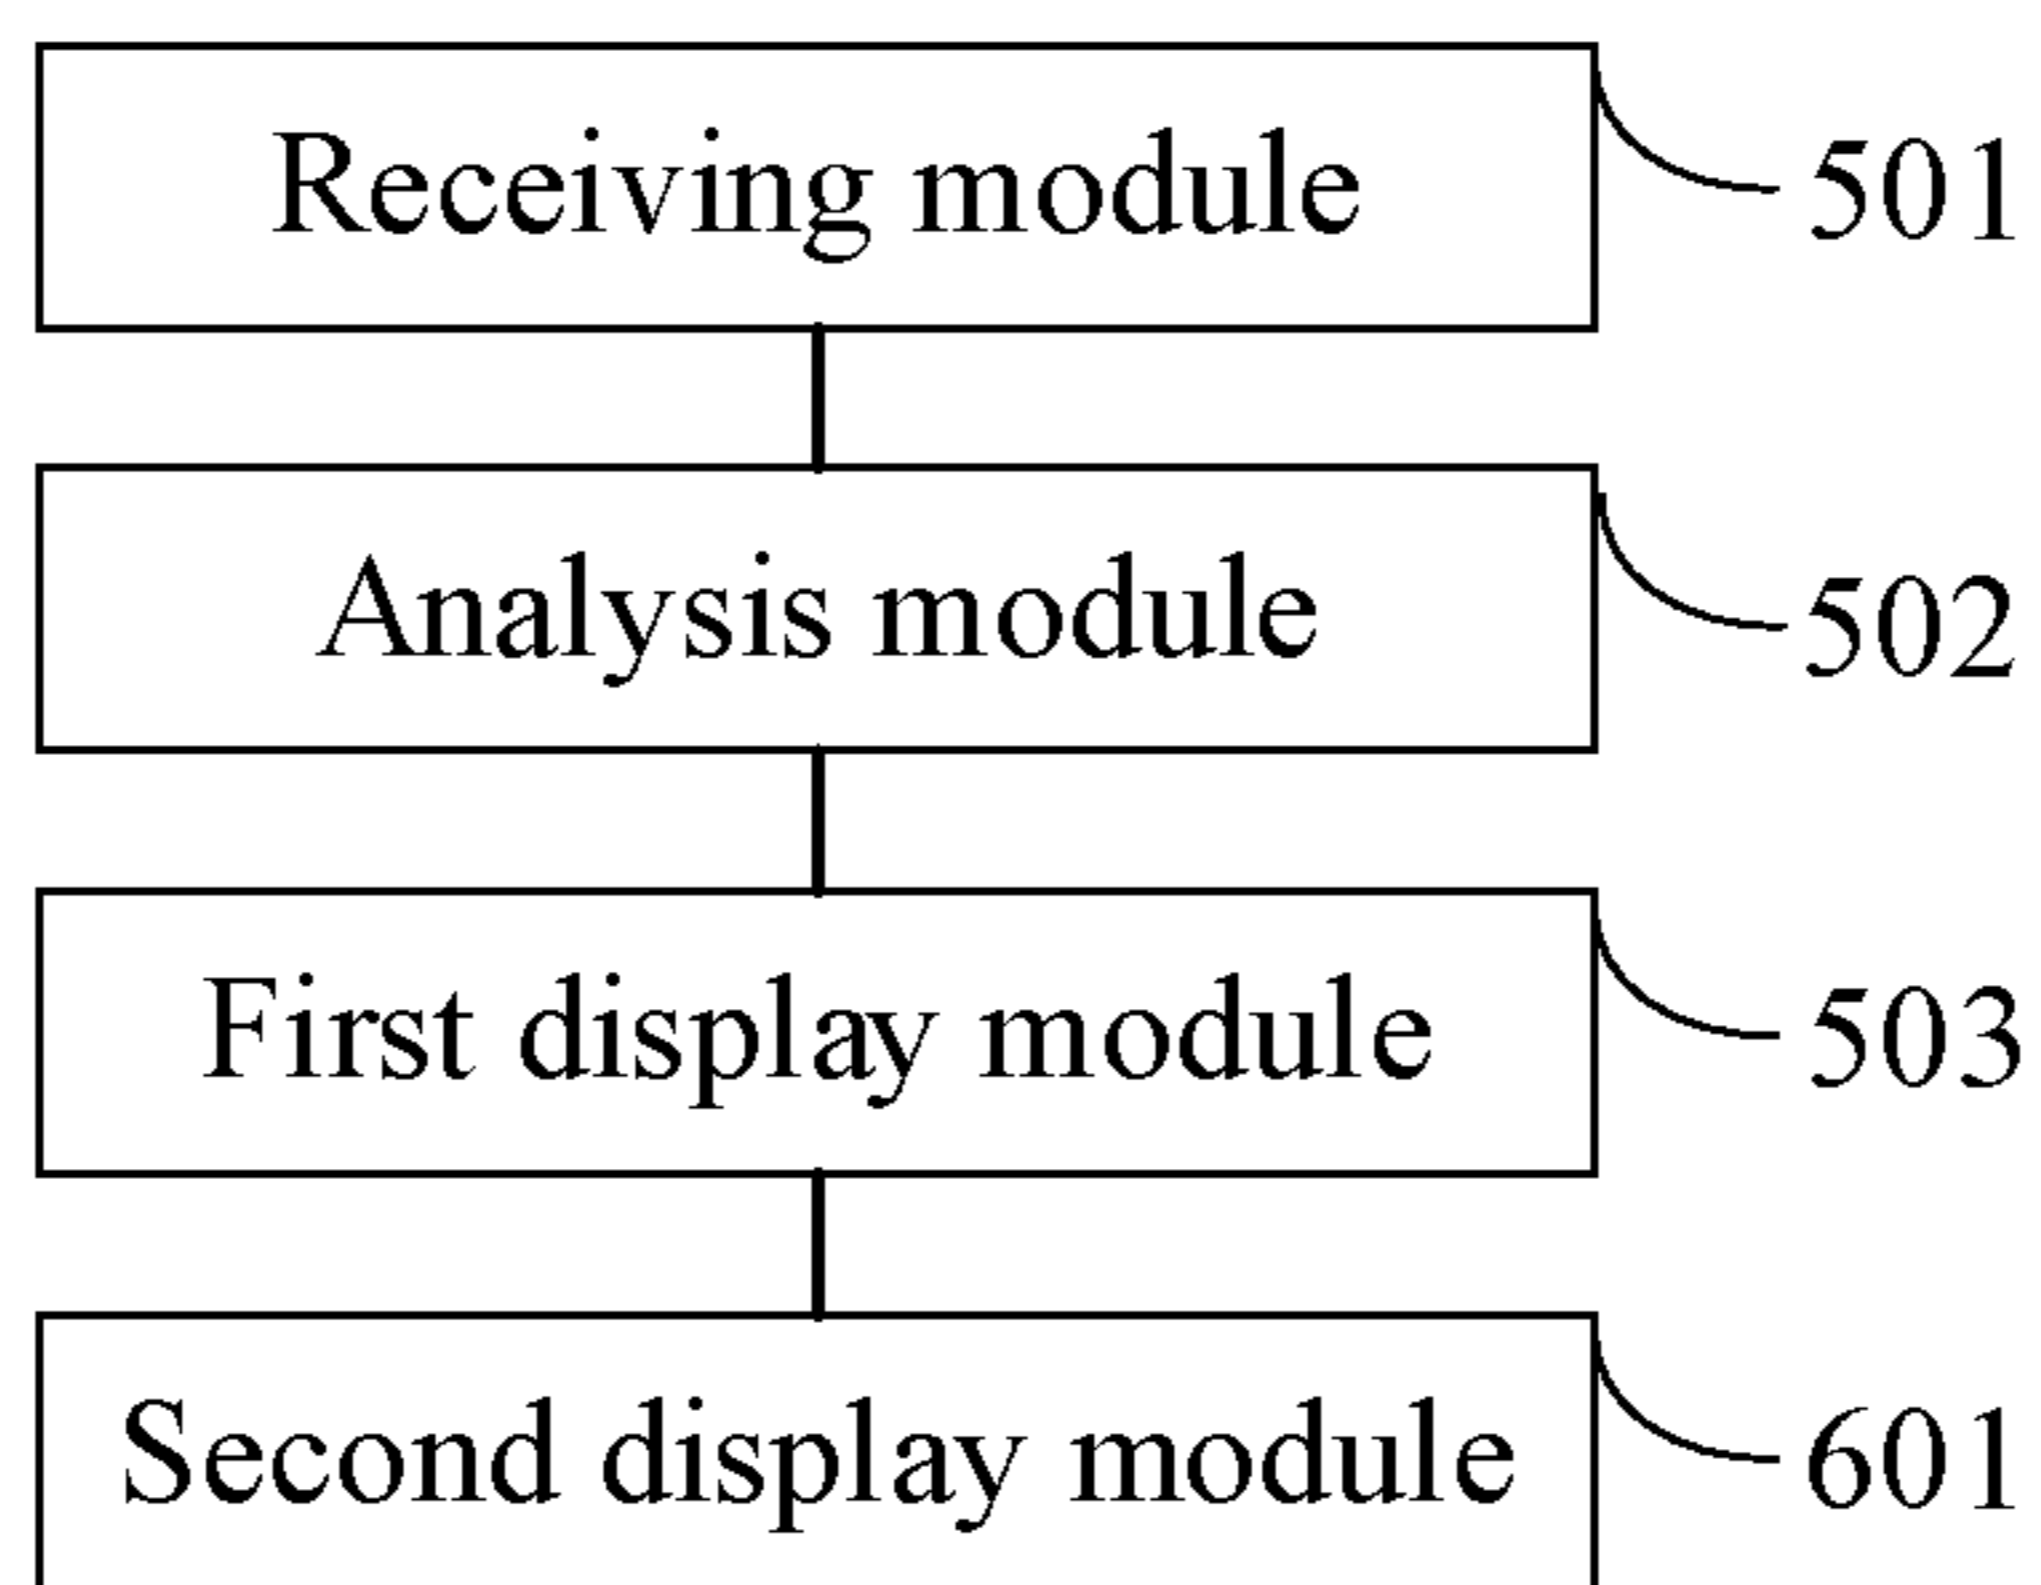 Receiving module 501
Analysis module 502
First display module 503
Second display module 601